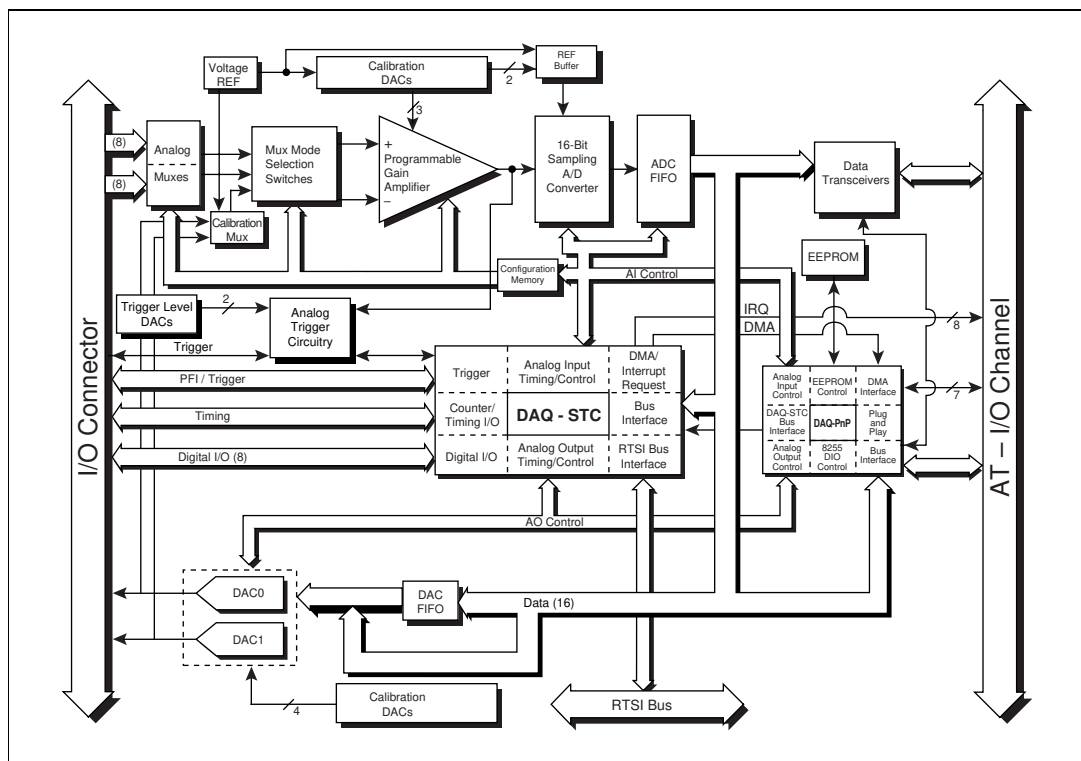 Voltage
REF
Calibration
DACs
2
REF
Buffer
3
(8)
(8)
Analog
Muxes
Mux Mode
Selection
Switches
+
Programmable
Gain
Amplifier
–
16-Bit
Sampling
A/D
Converter
ADC
FIFO
Data
Transceivers
Calibration
Mux
Configuration
Memory
AI Control
EEPROM
Trigger Level
DACs
2
Analog
Trigger
Circuitry
IRQ
DMA
8
Trigger
PFI / Trigger
Timing
Digital I/O (8)
Trigger
Analog Input
Timing/Control
DMA/
Interrupt
Request
Counter/
Timing I/O
DAQ - STC
Bus
Interface
Digital I/O
Analog Output
Timing/Control
RTSI Bus
Interface
Analog
Input
Control
EEPROM
Control
DMA
Interface
DAQ-STC
Bus
Interface
DAQ-PnP
Plug
and
Play
Analog
Output
Control
8255
DIO
Control
Bus
Interface
7
I/O Connector
AT – I/O Channel
AO Control
DAC0
DAC1
DAC
FIFO
Data (16)
4
Calibration
DACs
RTSI Bus